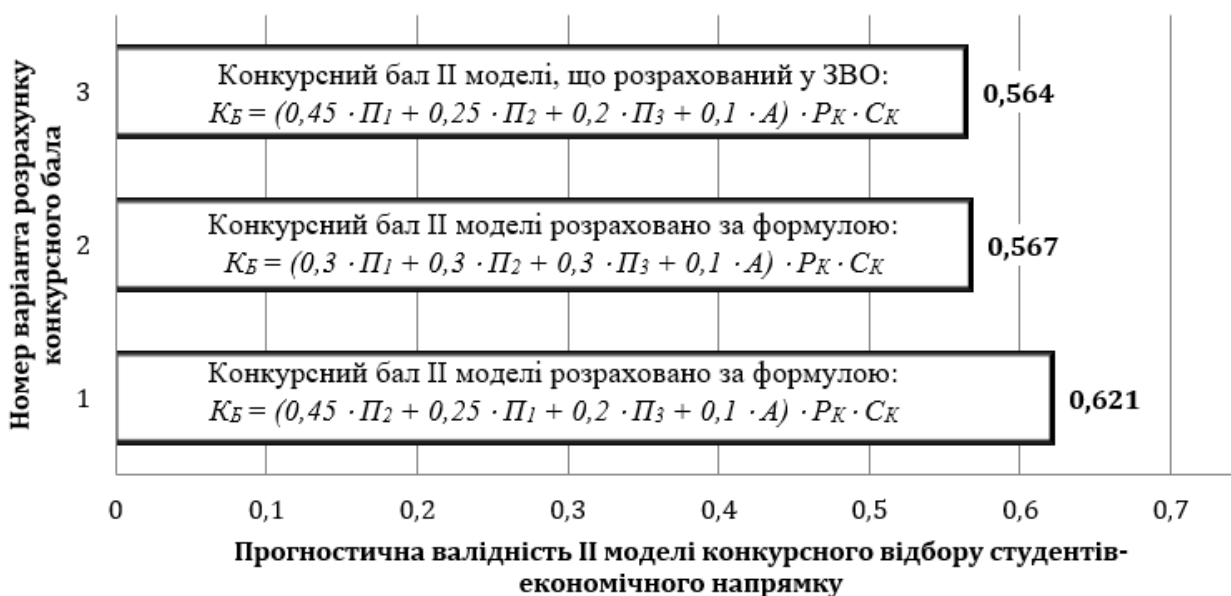 Номер варіанта розрахунку
конкурсного бала
3
Конкурсний бал ІІ моделі, що розрахований у ЗВО:
К_Б = (0,45 · П_1 + 0,25 · П_2 + 0,2 · П_3 + 0,1 · А) · Р_К · С_К
0,564
2
Конкурсний бал ІІ моделі розраховано за формулою:
К_Б = (0,3 · П_1 + 0,3 · П_2 + 0,3 · П_3 + 0,1 · А) · Р_К · С_К
0,567
1
Конкурсний бал ІІ моделі розраховано за формулою:
К_Б = (0,45 · П_2 + 0,25 · П_1 + 0,2 · П_3 + 0,1 · А) · Р_К · С_К
0,621
0 0,1 0,2 0,3 0,4 0,5 0,6 0,7
Прогностична валідність ІІ моделі конкурсного відбору студентів-
економічного напрямку